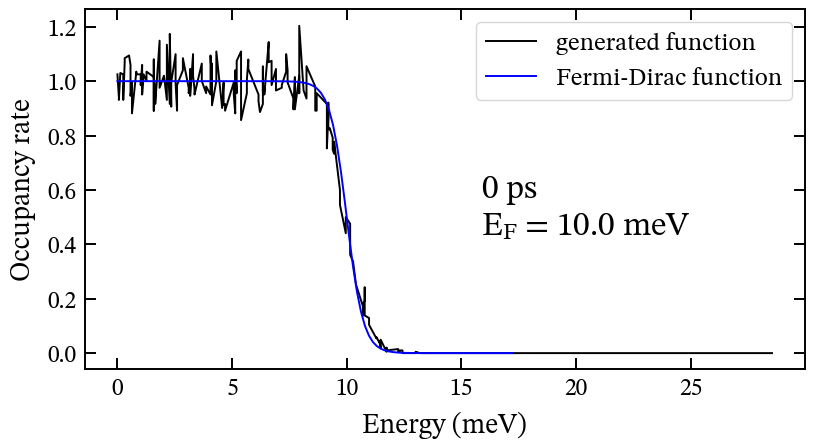 generated function
Fermi-Dirac function
0 ps
E_F = 10.0 meV
Occupancy rate
1.2
1.0
0.8
0.6
0.4
0.2
0.0
0 5 10 15 20 25
Energy (meV)